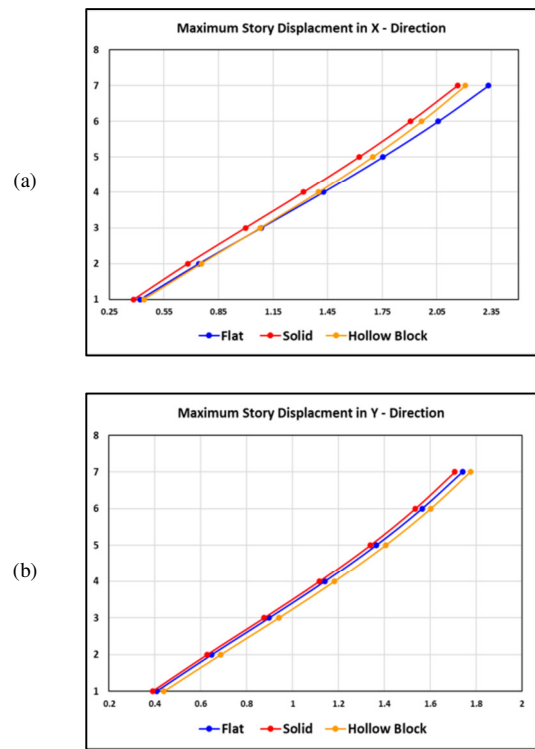 (a)
Maximum Story Displacment in X - Direction
8
7
6
5
4
3
2
1
0.25 0.55 0.85 1.15 1.45 1.75 2.05 2.35
Flat Solid Hollow Block
(b)
Maximum Story Displacment in Y - Direction
8
7
6
5
4
3
2
1
0.2 0.4 0.6 0.8 1 1.2 1.4 1.6 1.8 2
Flat Solid Hollow Block